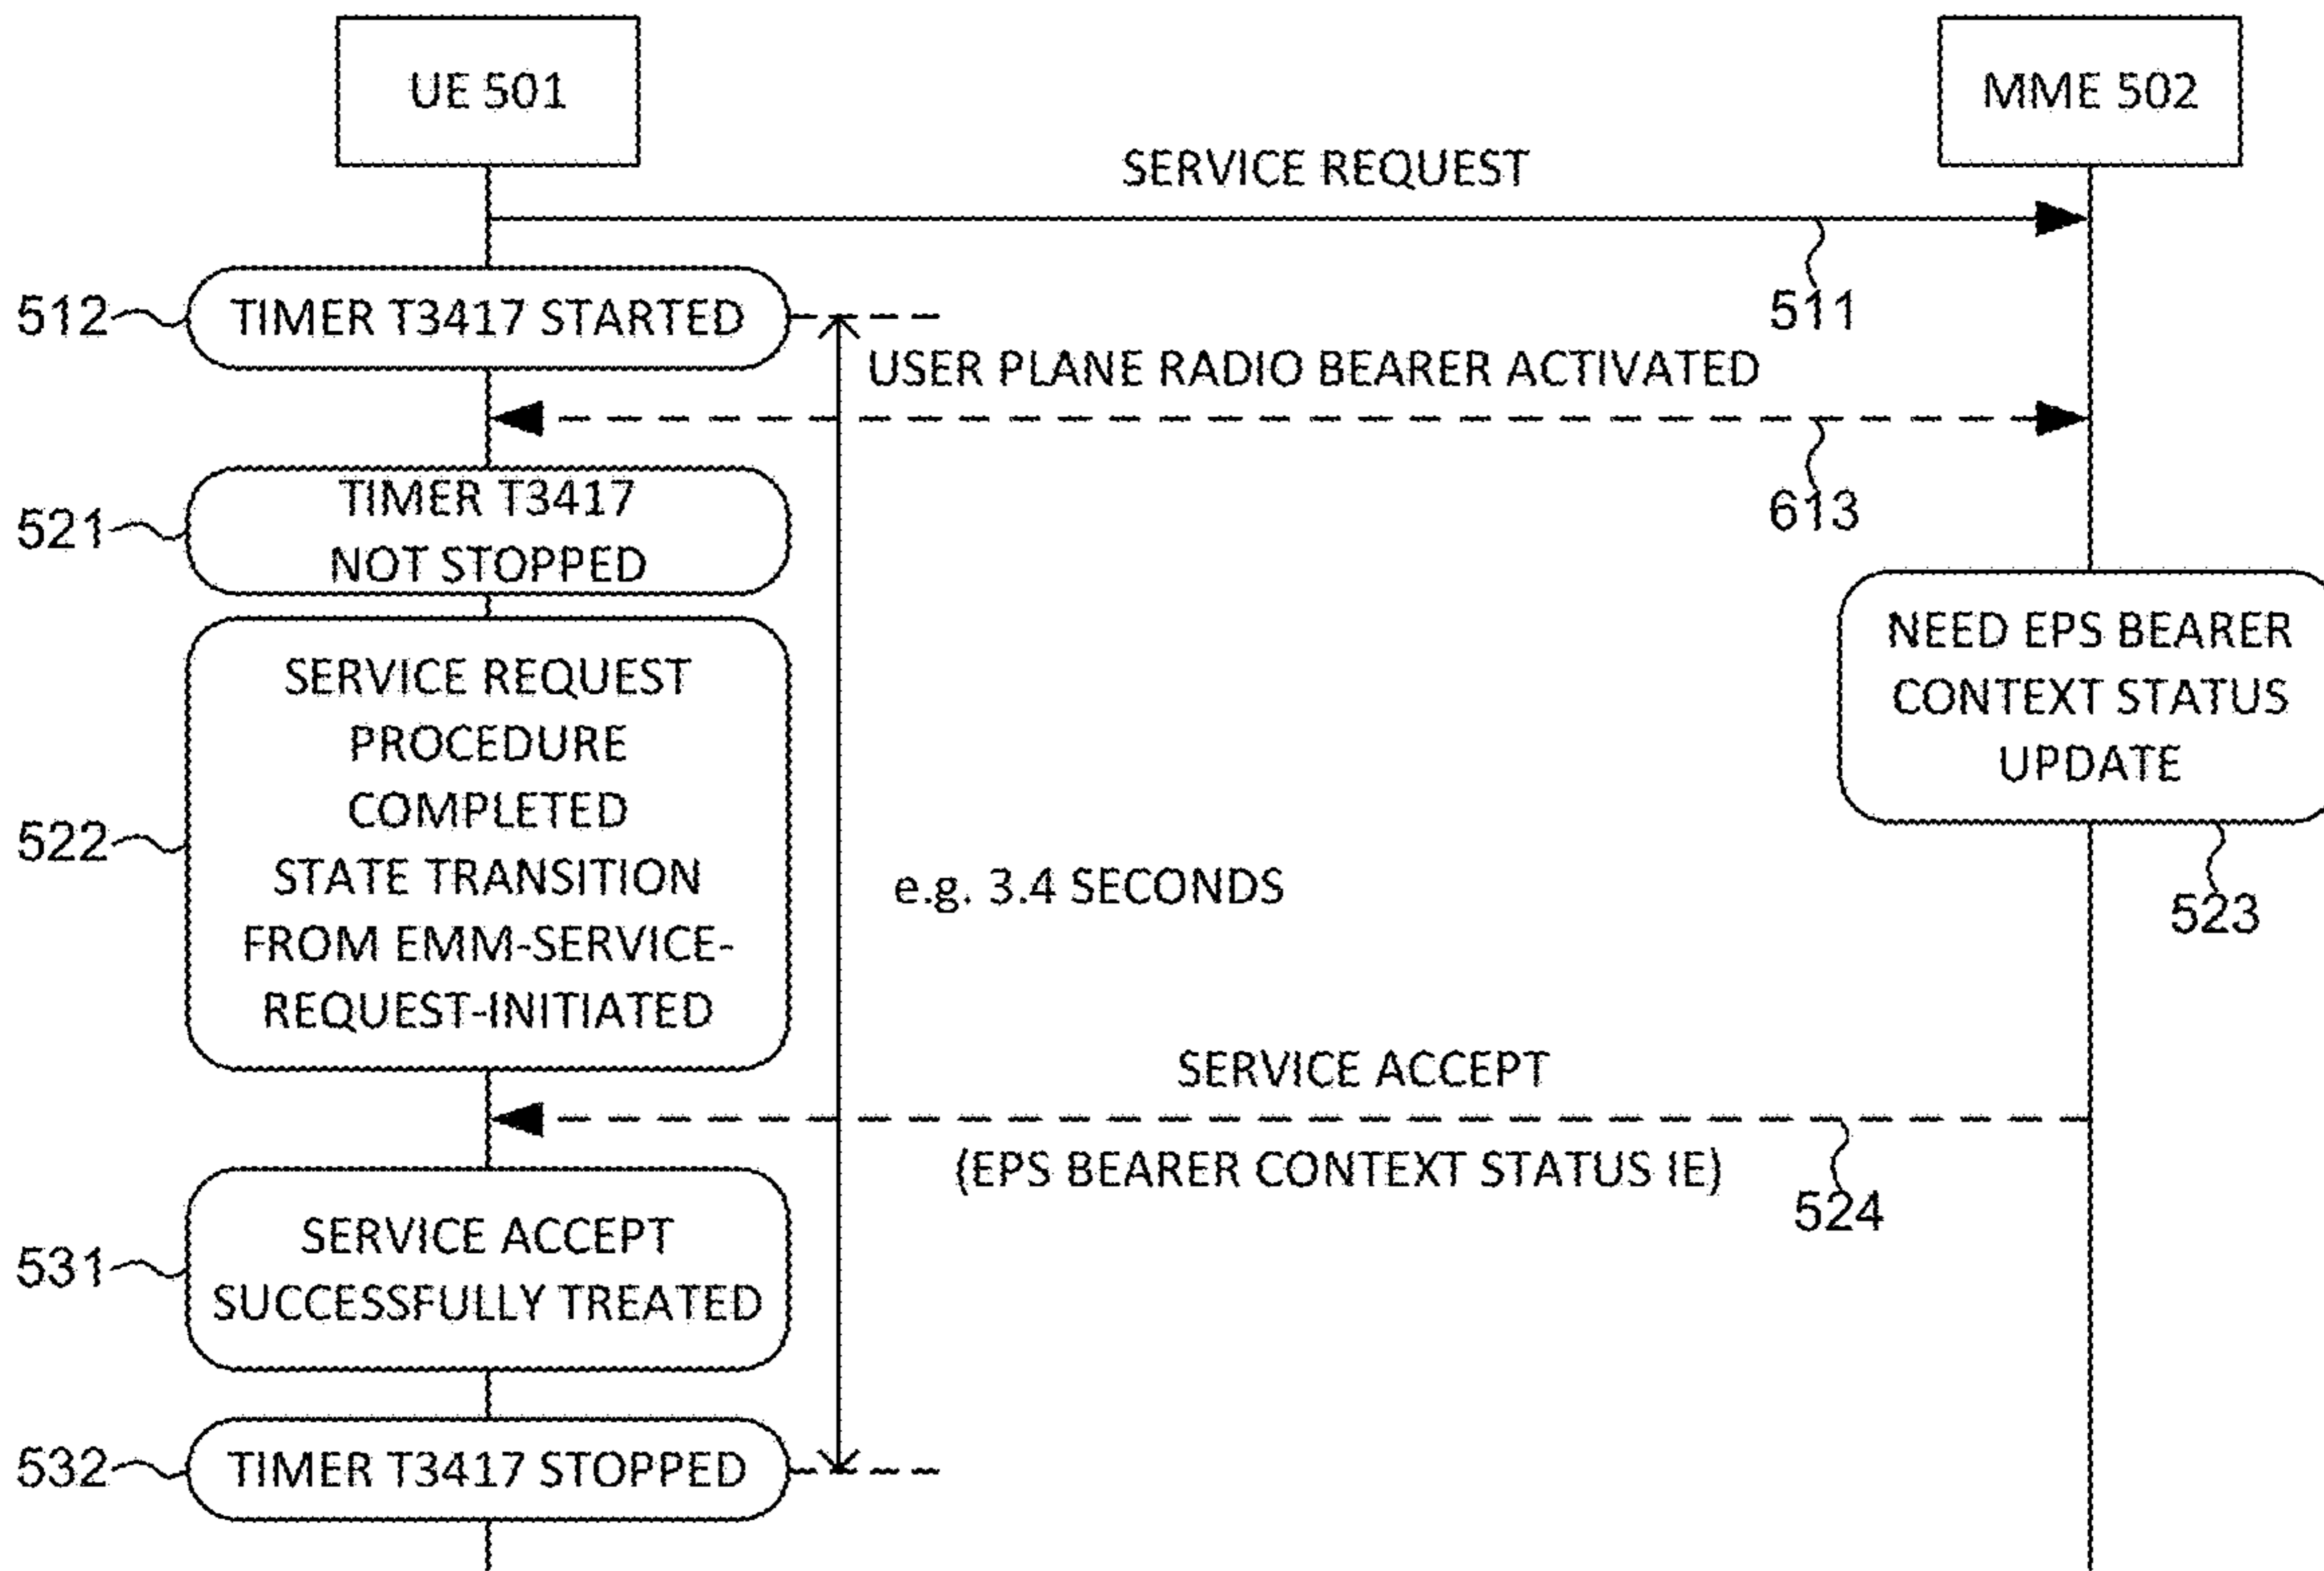 UE 501
MME 502
SERVICE REQUEST
511
512
TIMER T3417 STARTED
USER PLANE RADIO BEARER ACTIVATED
613
521
TIMER T3417
NOT STOPPED
NEED EPS BEARER
CONTEXT STATUS
UPDATE
523
522
SERVICE REQUEST
PROCEDURE
COMPLETED
STATE TRANSITION
FROM EMM-SERVICE-
REQUEST-INITIATED
e.g. 3.4 SECONDS
SERVICE ACCEPT
(EPS BEARER CONTEXT STATUS IE)
524
531
SERVICE ACCEPT
SUCCESSFULLY TREATED
532
TIMER T3417 STOPPED